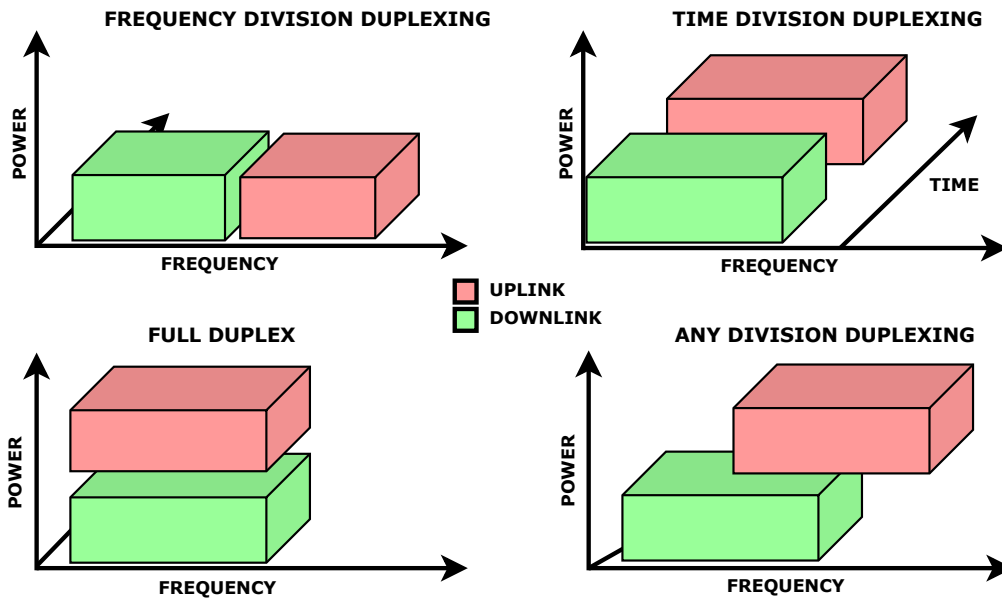 FREQUENCY DIVISION DUPLEXING
POWER
FREQUENCY
TIME DIVISION DUPLEXING
POWER
TIME
FREQUENCY
UPLINK
DOWNLINK
FULL DUPLEX
POWER
FREQUENCY
ANY DIVISION DUPLEXING
POWER
FREQUENCY